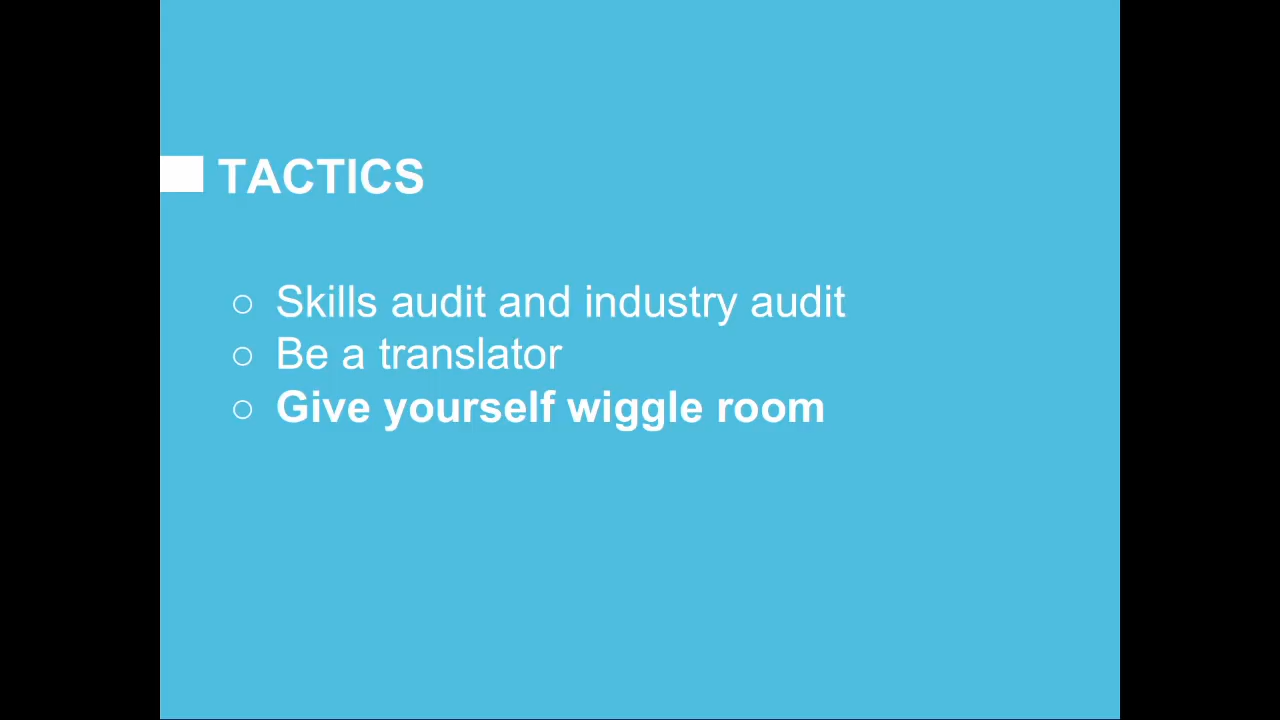 TACTICS
○ Skills audit and industry audit
○ Be a translator
○ Give yourself wiggle room